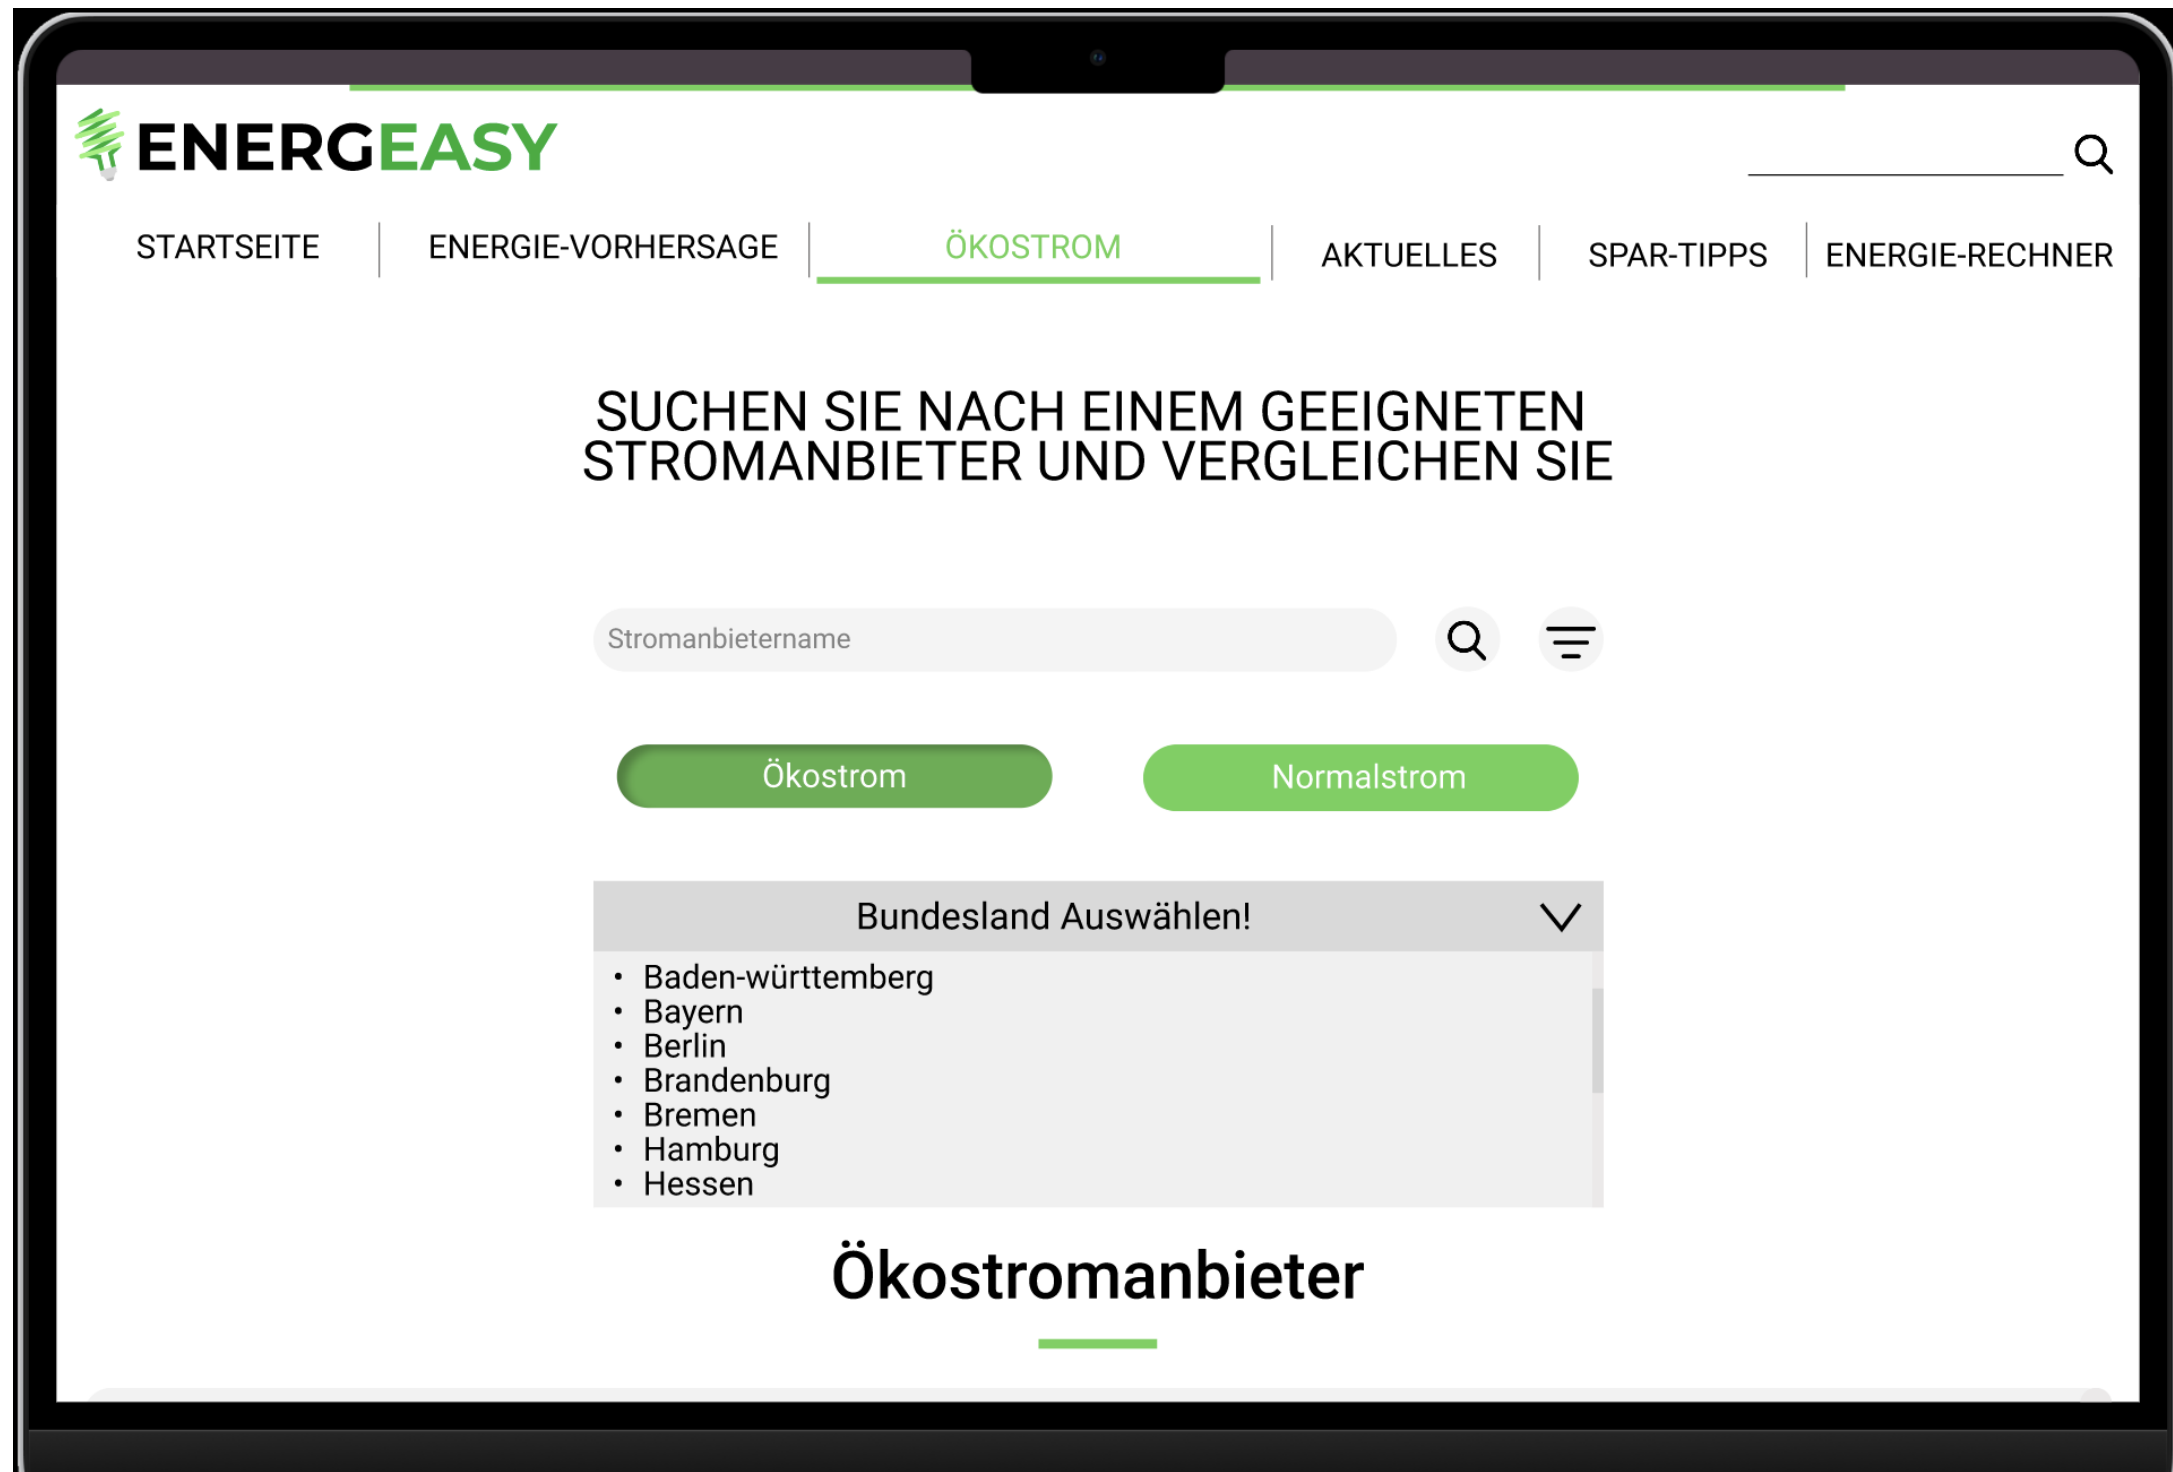 ENERGEASY
STARTSEITE
ENERGIE-VORHERSAGE
ÖKOSTROM
AKTUELLES
SPAR-TIPPS
ENERGIE-RECHNER
SUCHEN SIE NACH EINEM GEEIGNETEN
STROMANBIETER UND VERGLEICHEN SIE
Stromanbietername
Ökostrom
Normalstrom
Bundesland Auswählen!
• Baden-württemberg
• Bayern
• Berlin
• Brandenburg
• Bremen
• Hamburg
• Hessen
Ökostromanbieter